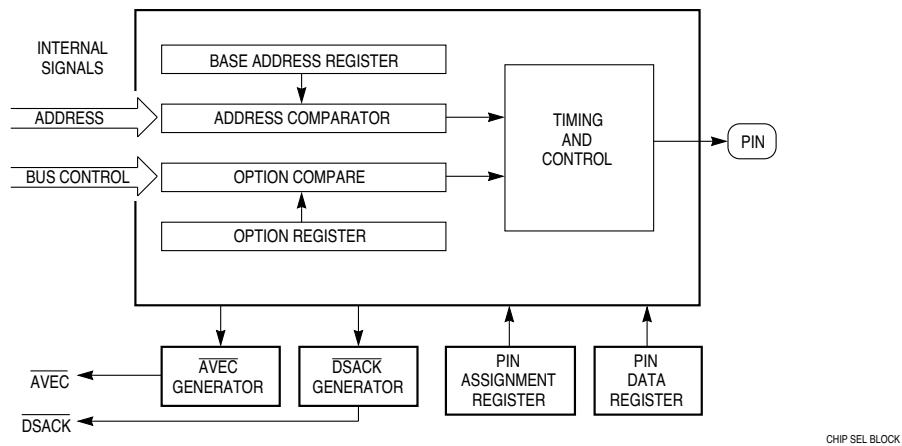 INTERNAL
SIGNALS
BASE ADDRESS REGISTER
ADDRESS
ADDRESS COMPARATOR
TIMING
AND
CONTROL
PIN
BUS CONTROL
OPTION COMPARE
OPTION REGISTER
AVEC
GENERATOR
DSACK
GENERATOR
PIN
ASSIGNMENT
REGISTER
PIN
DATA
REGISTER
AVEC
DSACK
CHIP SEL BLOCK